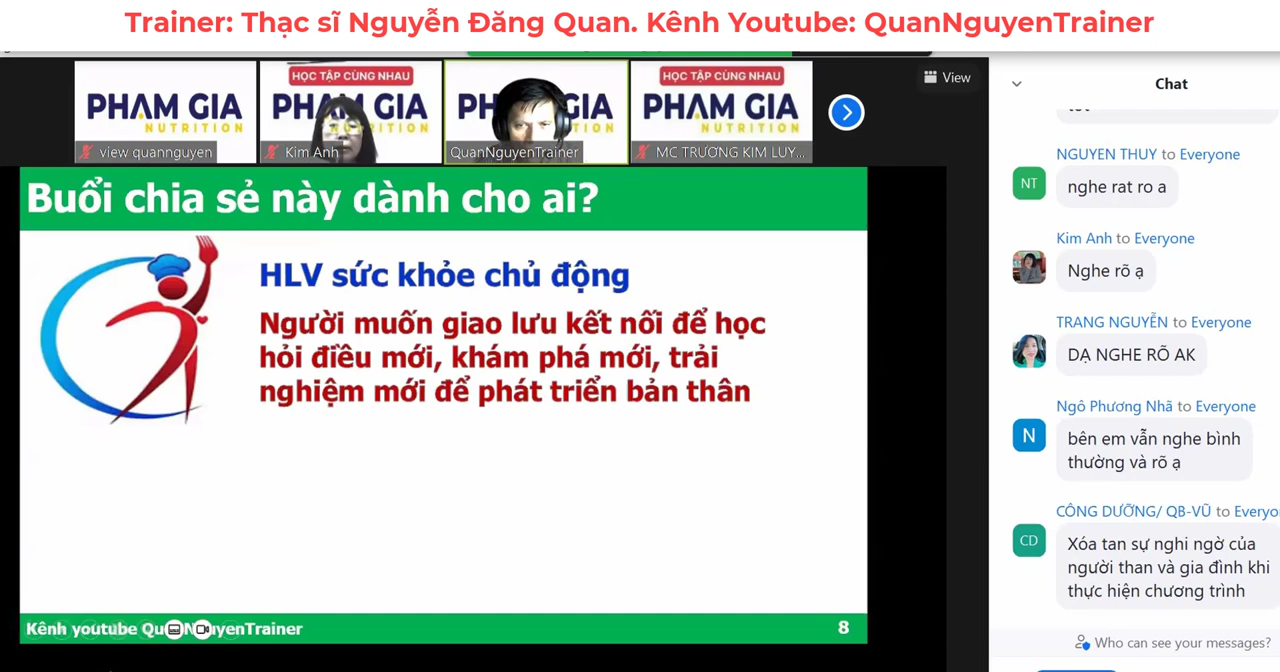 Trainer: Thạc sĩ Nguyễn Đăng Quan. Kênh Youtube: QuanNguyenTrainer
View
PHAM GIA
NUTRITION
view quannguyen
HỌC TẬP CÙNG NHAU
PHAM GIA
NUTRITION
Kim Anh
PH GIA
QuanNguyenTrainer
HỌC TẬP CÙNG NHAU
PHAM GIA
NUTRITION
MC TRƯƠNG KIM LUY...
Buổi chia sẻ này dành cho ai?
HLV sức khỏe chủ động
Người muốn giao lưu kết nối để học
hỏi điều mới, khám phá mới, trải
nghiệm mới để phát triển bản thân
Kênh youtube QuanNguyenTrainer
8
Chat
NGUYEN THUY to Everyone
NT
nghe rat ro a
Kim Anh to Everyone
Nghe rõ ạ
TRANG NGUYỄN to Everyone
DẠ NGHE RÕ AK
Ngô Phương Nhã to Everyone
N
bên em vẫn nghe bình
thường và rõ ạ
CÔNG DƯỠNG/ QB-VŨ to Everyo
CD
Xóa tan sự nghi ngờ của
người than và gia đình khi
thực hiện chương trình
Who can see your messages?